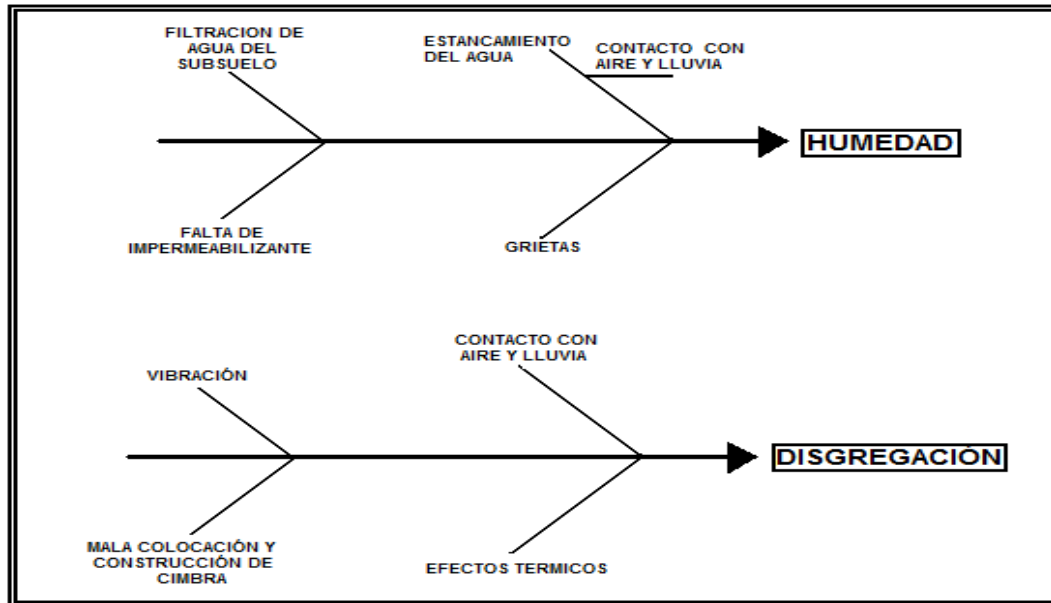 FILTRACION DE
AGUA DEL
SUBSUELO
ESTANCAMIENTO
DEL AGUA
CONTACTO CON
AIRE Y LLUVIA
HUMEDAD
FALTA DE
IMPERMEABILIZANTE
GRIETAS
CONTACTO CON
AIRE Y LLUVIA
VIBRACIÓN
DISGREGACIÓN
MALA COLOCACIÓN Y
CONSTRUCCIÓN DE
CIMBRA
EFECTOS TERMICOS